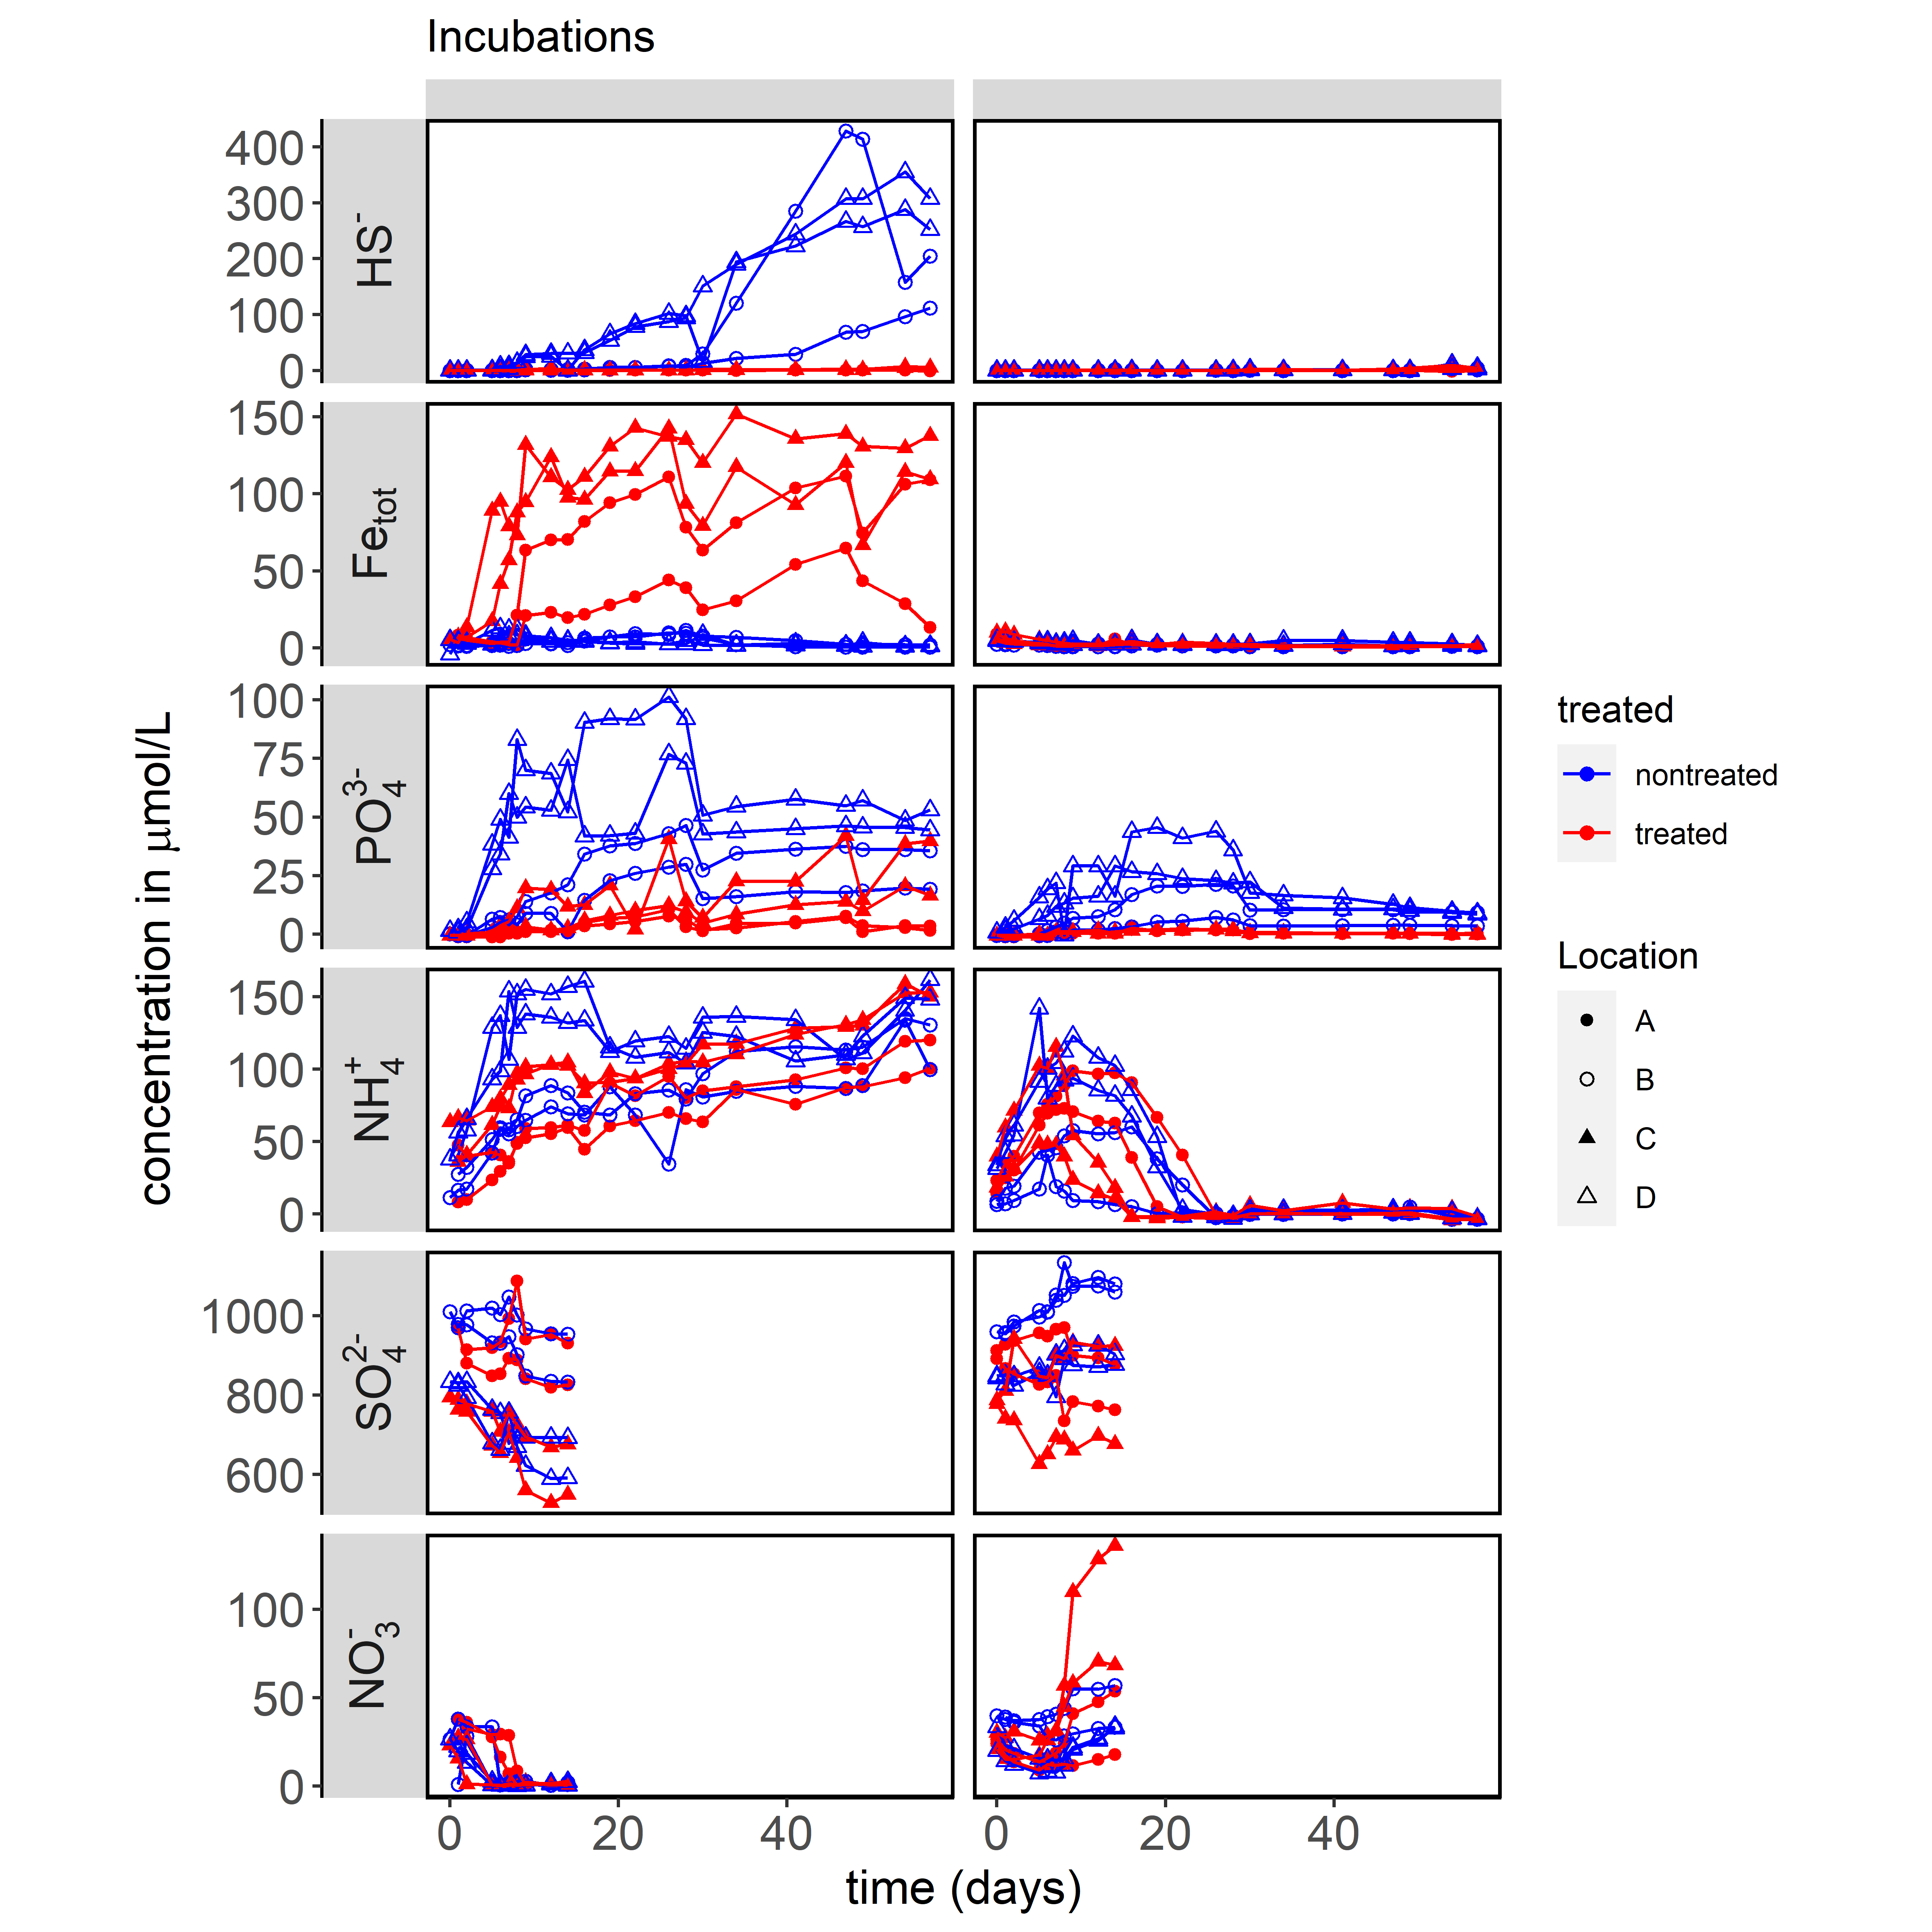 Incubations
concentration in μmol/L
HS⁻
400
300
200
100
0
Feₜₒₜ
150
100
50
0
PO₄³⁻
100
75
50
25
0
NH₄⁺
150
100
50
0
SO₄²⁻
1000
800
600
NO₃⁻
100
50
0
0 20 40
0 20 40
time (days)
treated
nontreated
treated
Location
A
B
C
D